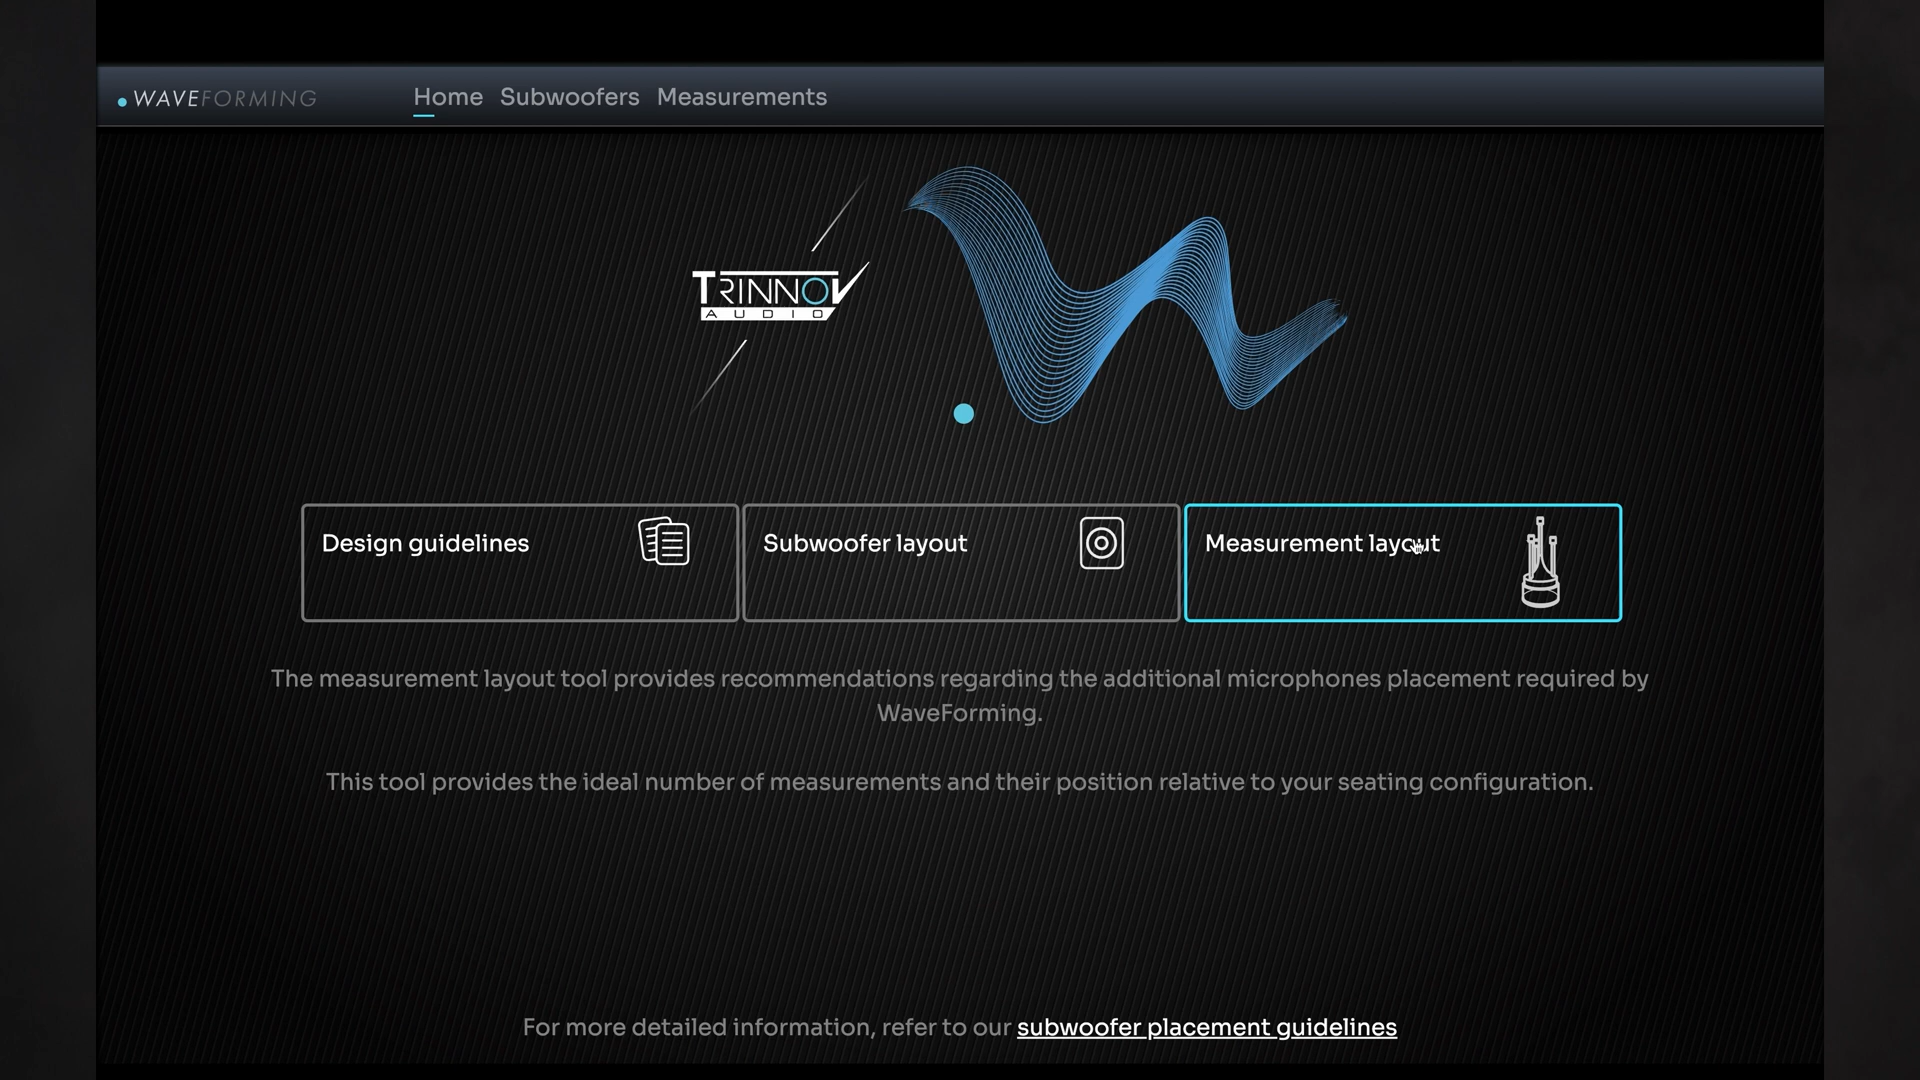 WAVEFORMING
Home Subwoofers Measurements
TRINNOV
AUDIO
Design guidelines
Subwoofer layout
Measurement layout
The measurement layout tool provides recommendations regarding the additional microphones placement required by
WaveForming.
This tool provides the ideal number of measurements and their position relative to your seating configuration.
For more detailed information, refer to our subwoofer placement guidelines